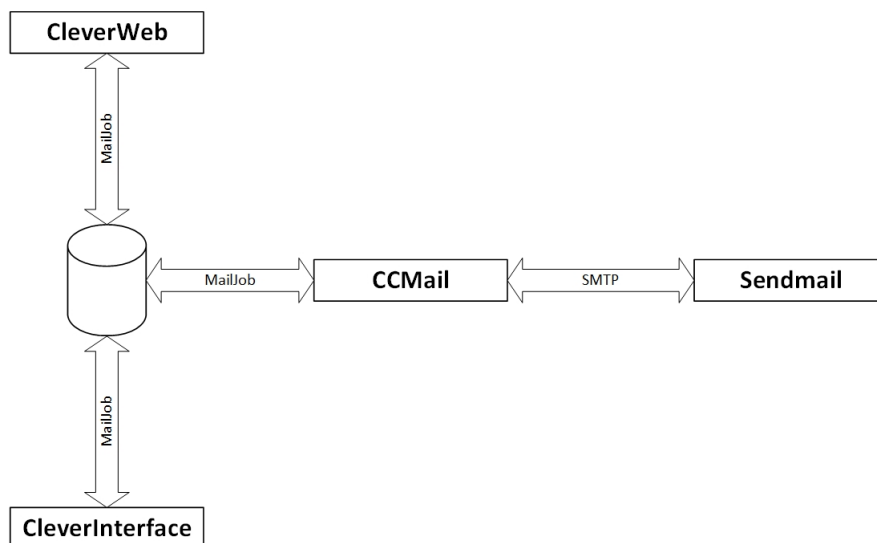 CleverWeb
MailJob
MailJob
CCMail
SMTP
Sendmail
MailJob
CleverInterface